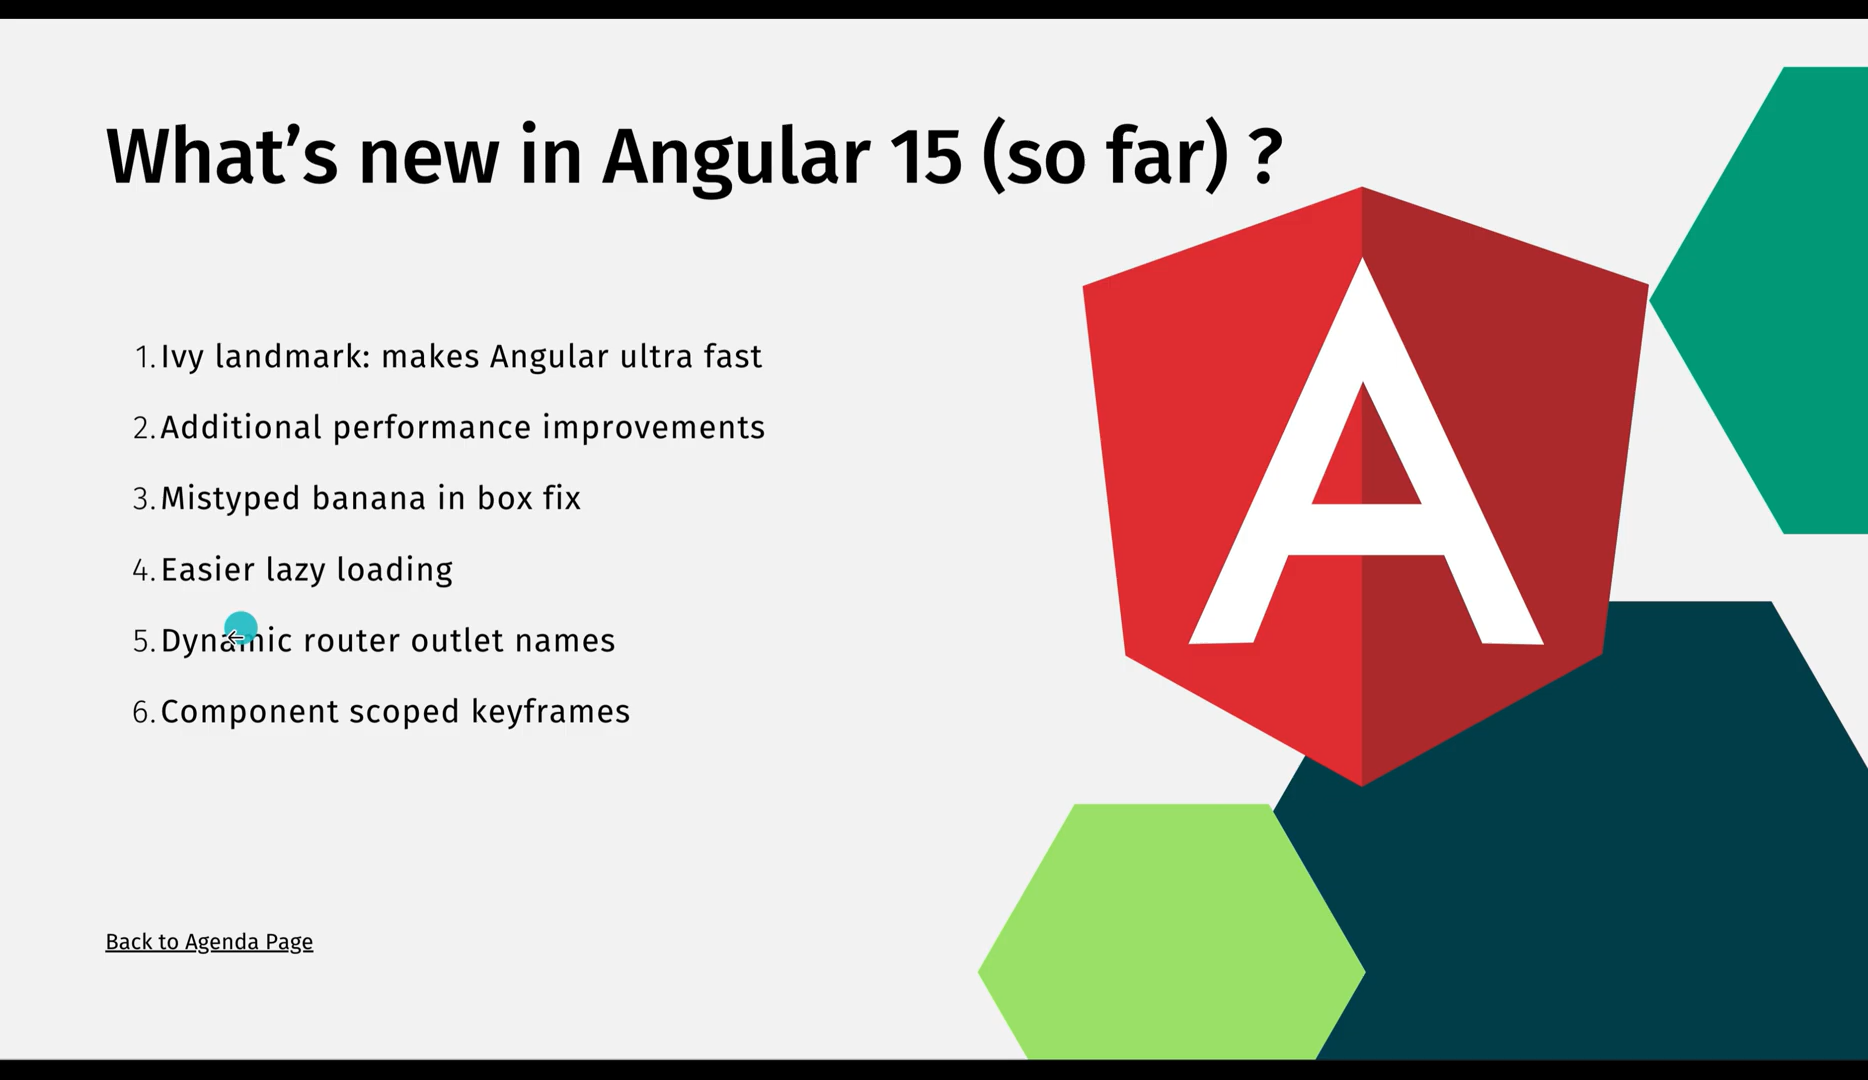 What’s new in Angular 15 (so far) ?
1. Ivy landmark: makes Angular ultra fast
2. Additional performance improvements
3. Mistyped banana in box fix
4. Easier lazy loading
5. Dynamic router outlet names
6. Component scoped keyframes
A
Back to Agenda Page